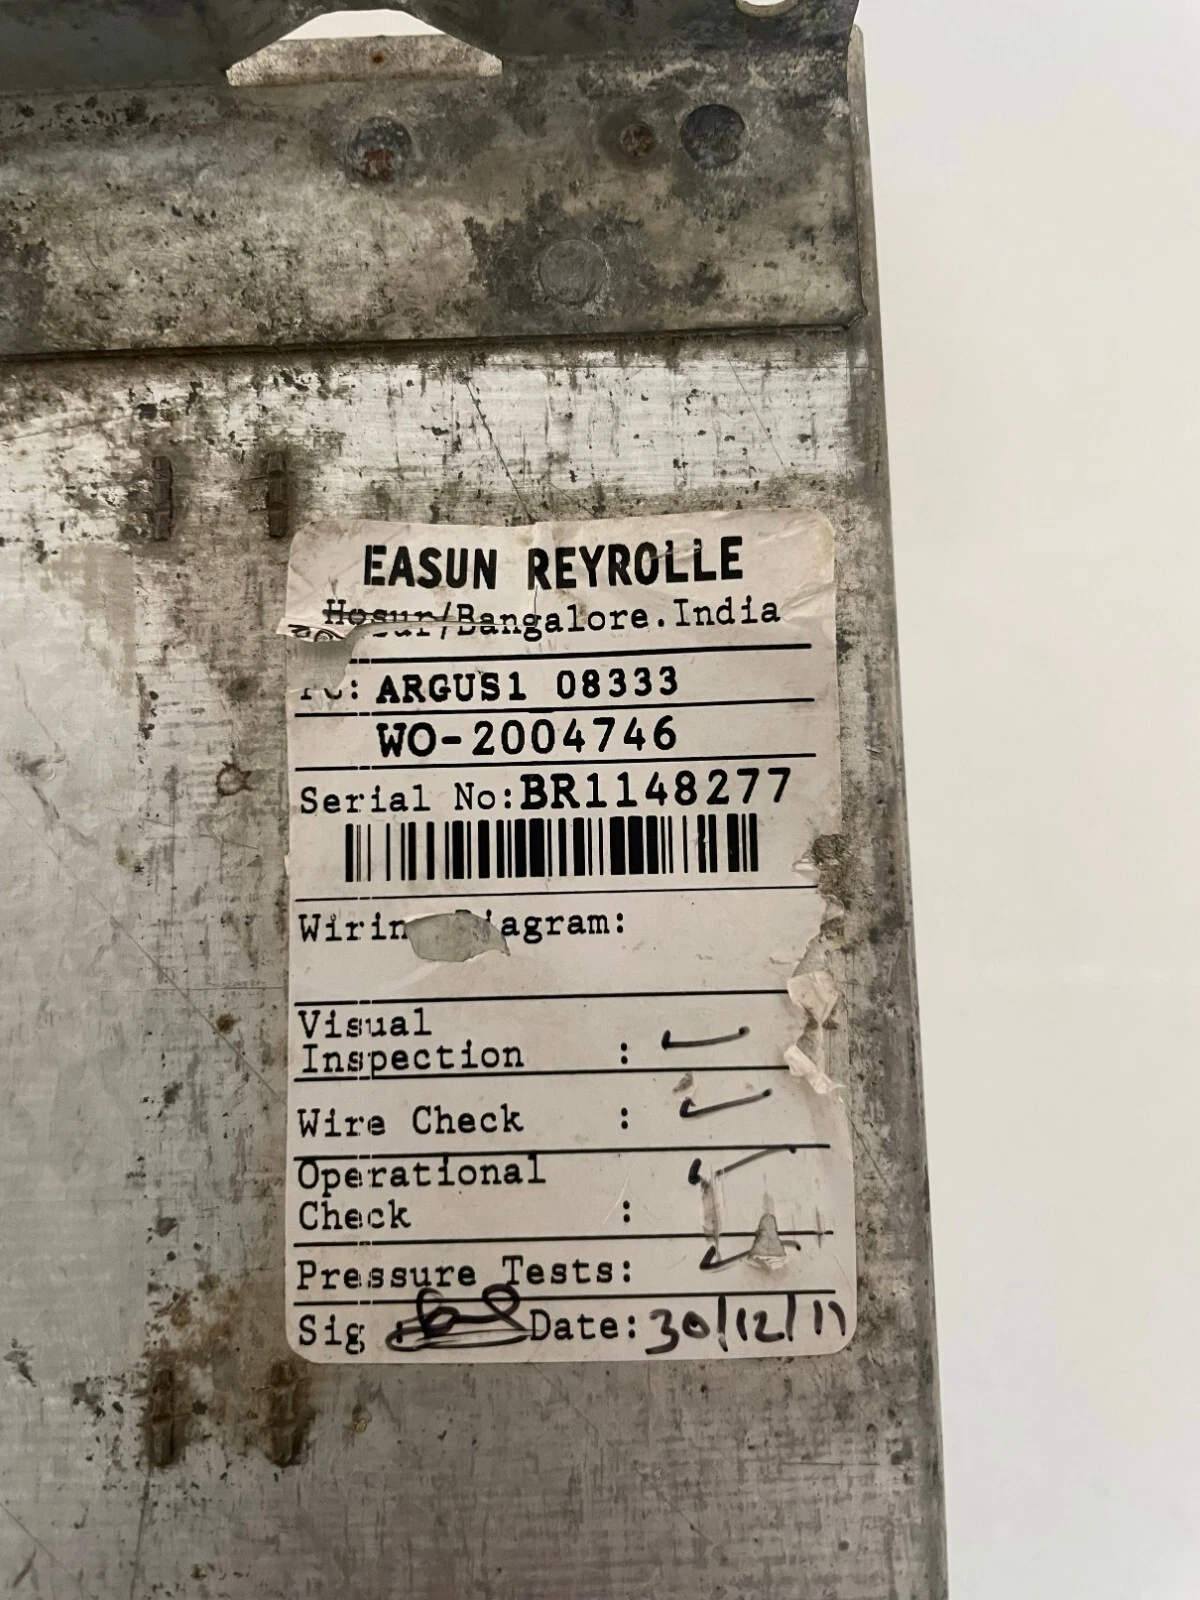 EASUN REYROLLE
Hosur/Bangalore.India
ARGUS1 08333
WO-2004746
Serial No:BR1148277
Wirin iagram:
Visual
Inspection :
Wire Check :
Operational
Check :
Pressure Tests:
Sig : Date: 30/12/11